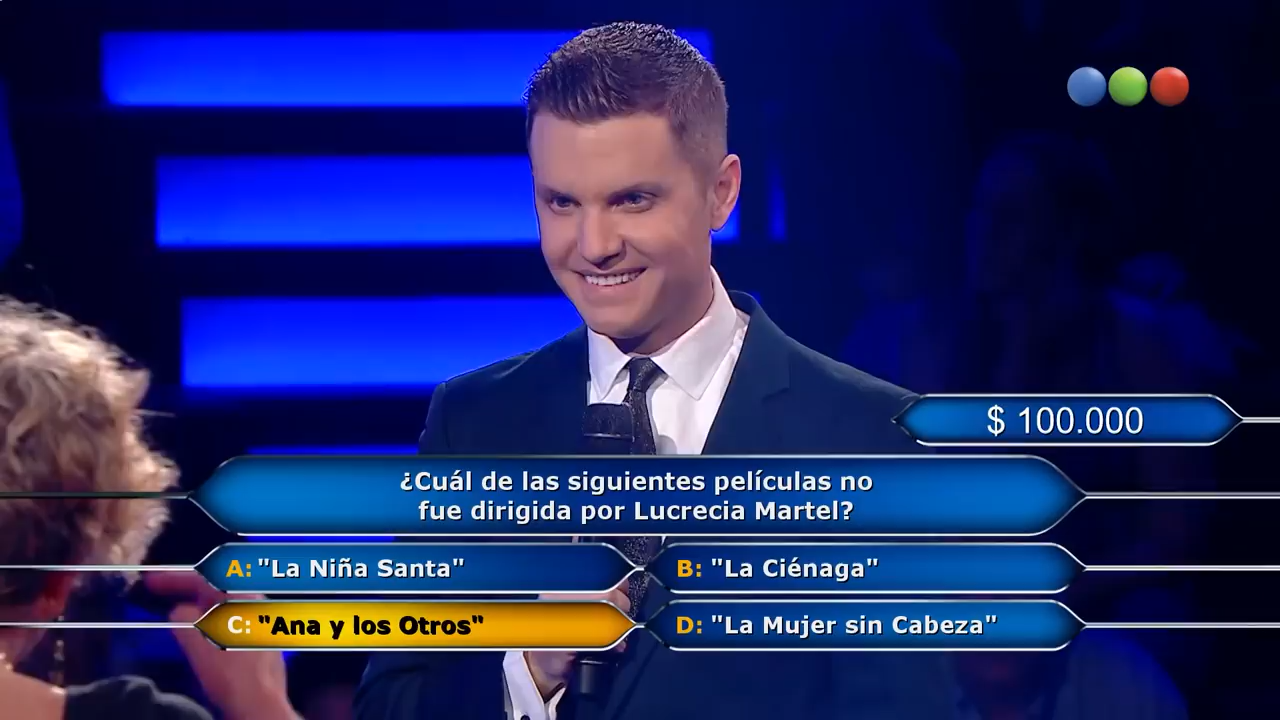 $ 100.000
¿Cuál de las siguientes películas no
fue dirigida por Lucrecia Martel?
A: "La Niña Santa"
B: "La Ciénaga"
C: "Ana y los Otros"
D: "La Mujer sin Cabeza"